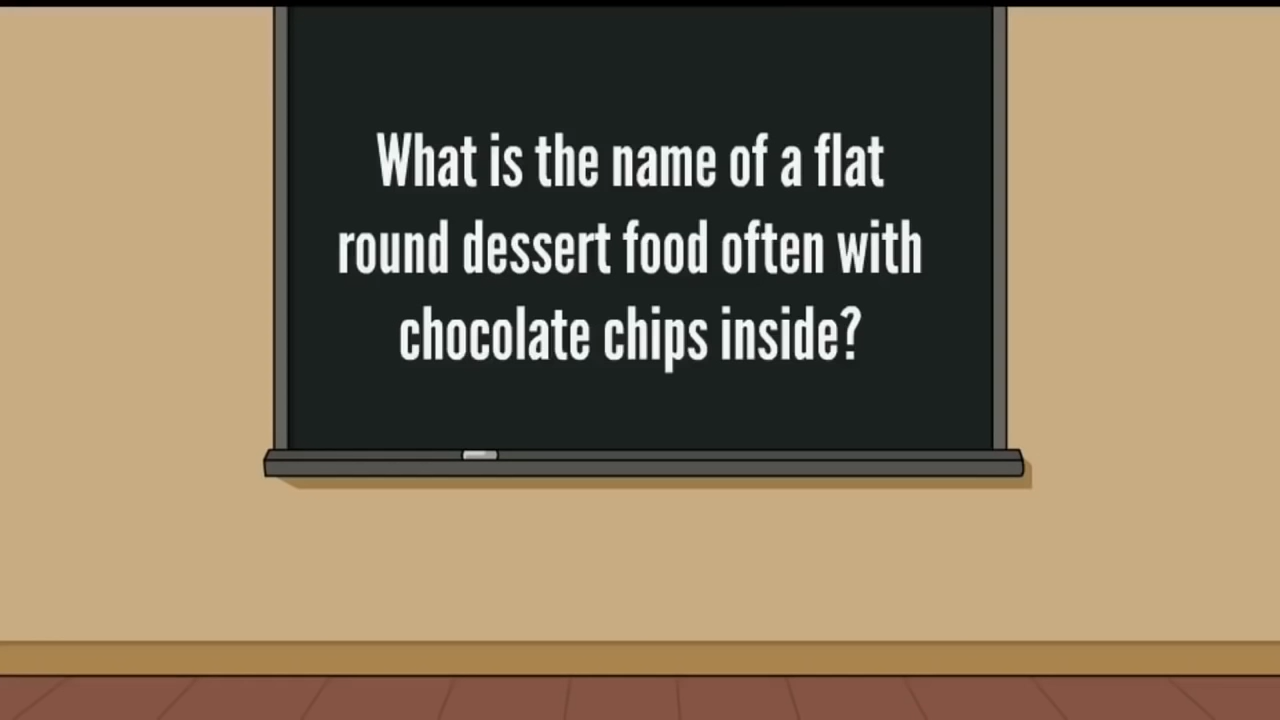 What is the name of a flat
round dessert food often with
chocolate chips inside?